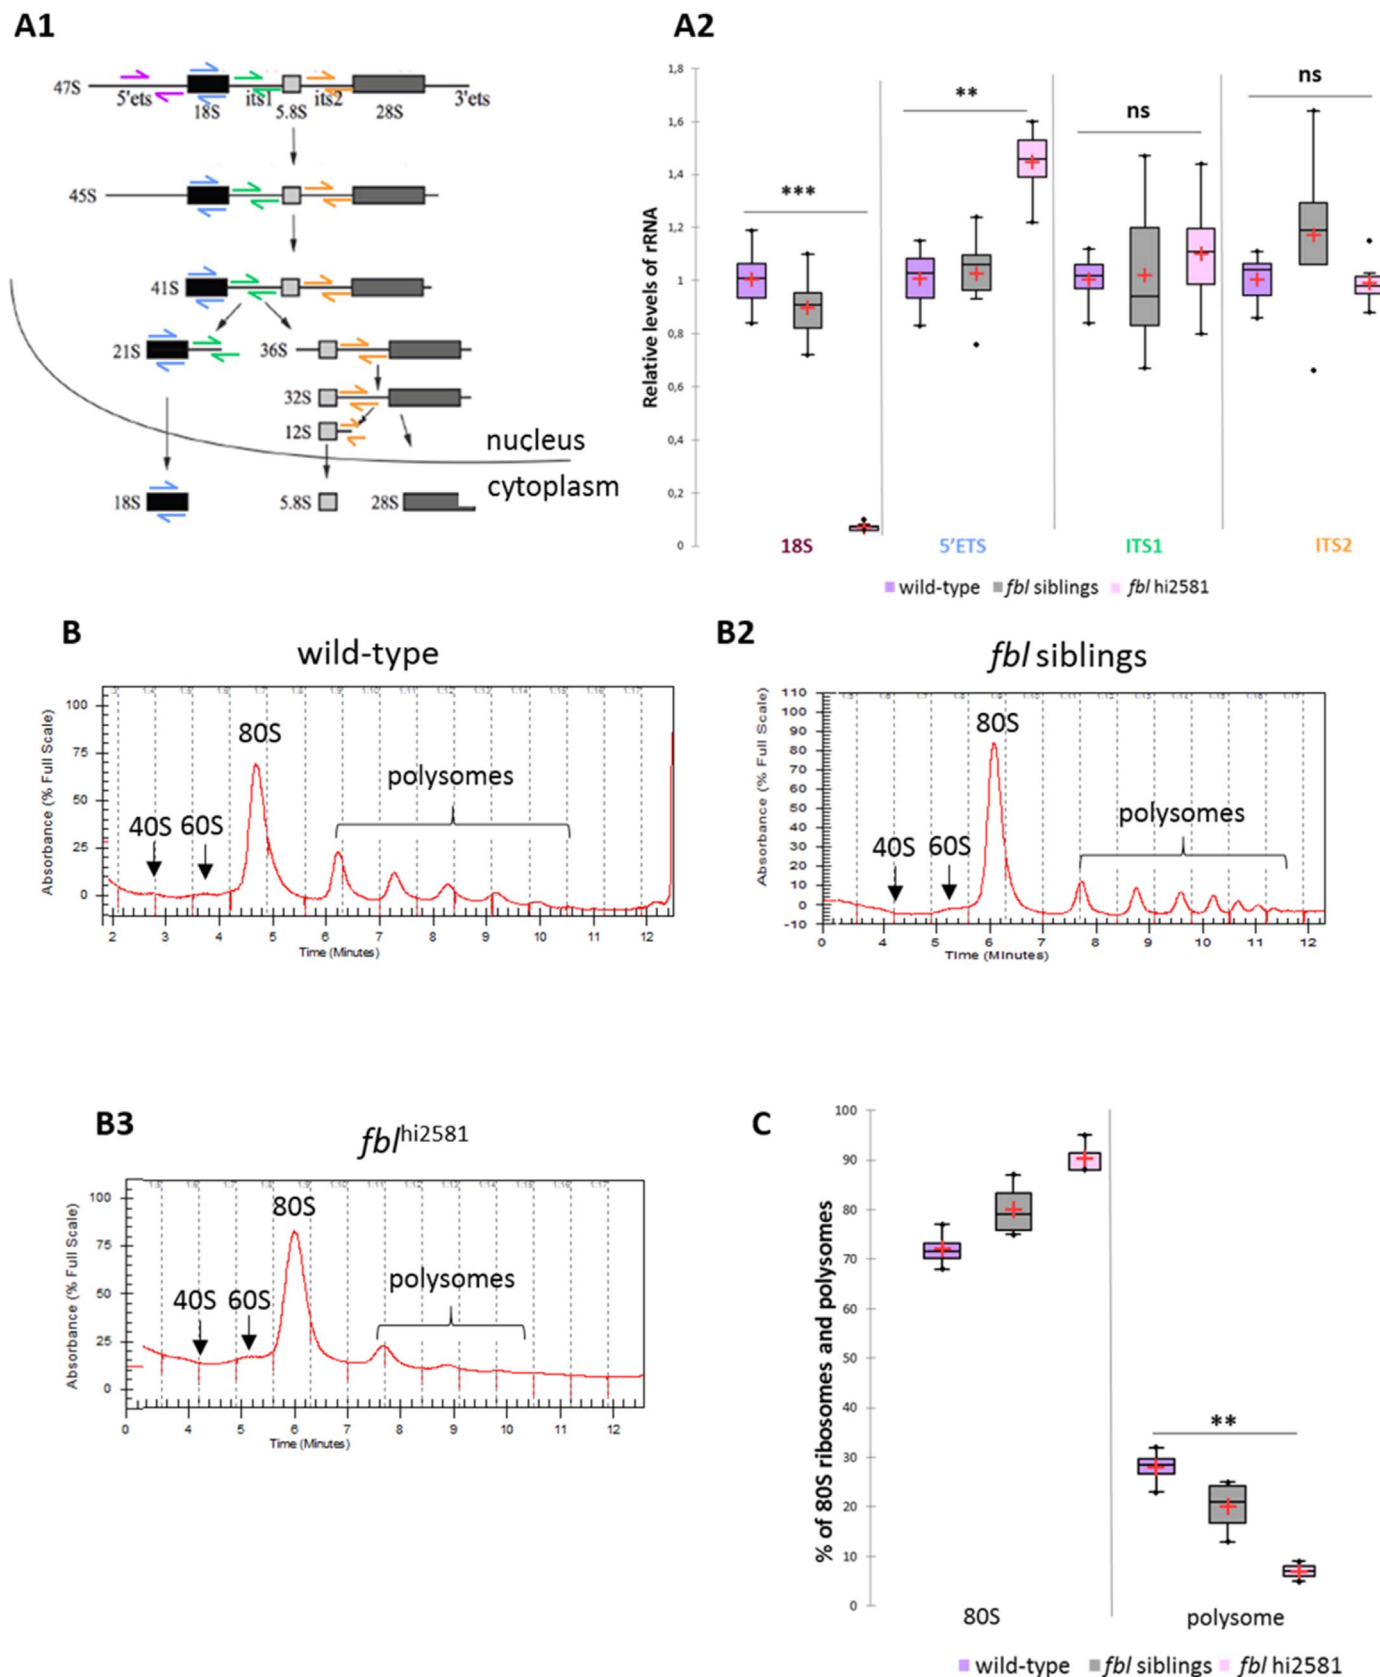 A1
47S
5'ets
18S
its1
5.8S
its2
28S
3'ets
45S
41S
21S
36S
32S
12S
nucleus
cytoplasm
18S
5.8S
28S
A2
Relative levels of rRNA
1,8
1,6
1,4
1,2
1
0,8
0,6
0,4
0,2
0
***
**
ns
ns
18S
5'ETS
ITS1
ITS2
wild-type fbl siblings fbl hi2581
B
wild-type
Absorbance (% Full Scale)
100
75
50
25
0
40S
60S
80S
polysomes
2 3 4 5 6 7 8 9 10 11 12
Time (Minutes)
B2
fbl siblings
Absorbance (% Full Scale)
110
100
90
80
70
60
50
40
30
20
10
0
-10
40S
60S
80S
polysomes
0 4 5 6 7 8 9 10 11 12
Time (Minutes)
B3
fbl hi2581
Absorbance (% Full Scale)
100
75
50
25
0
40S
60S
80S
polysomes
0 4 5 6 7 8 9 10 11 12
Time (Minutes)
C
% of 80S ribosomes and polysomes
100
90
80
70
60
50
40
30
20
10
0
**
80S
polysome
wild-type fbl siblings fbl hi2581